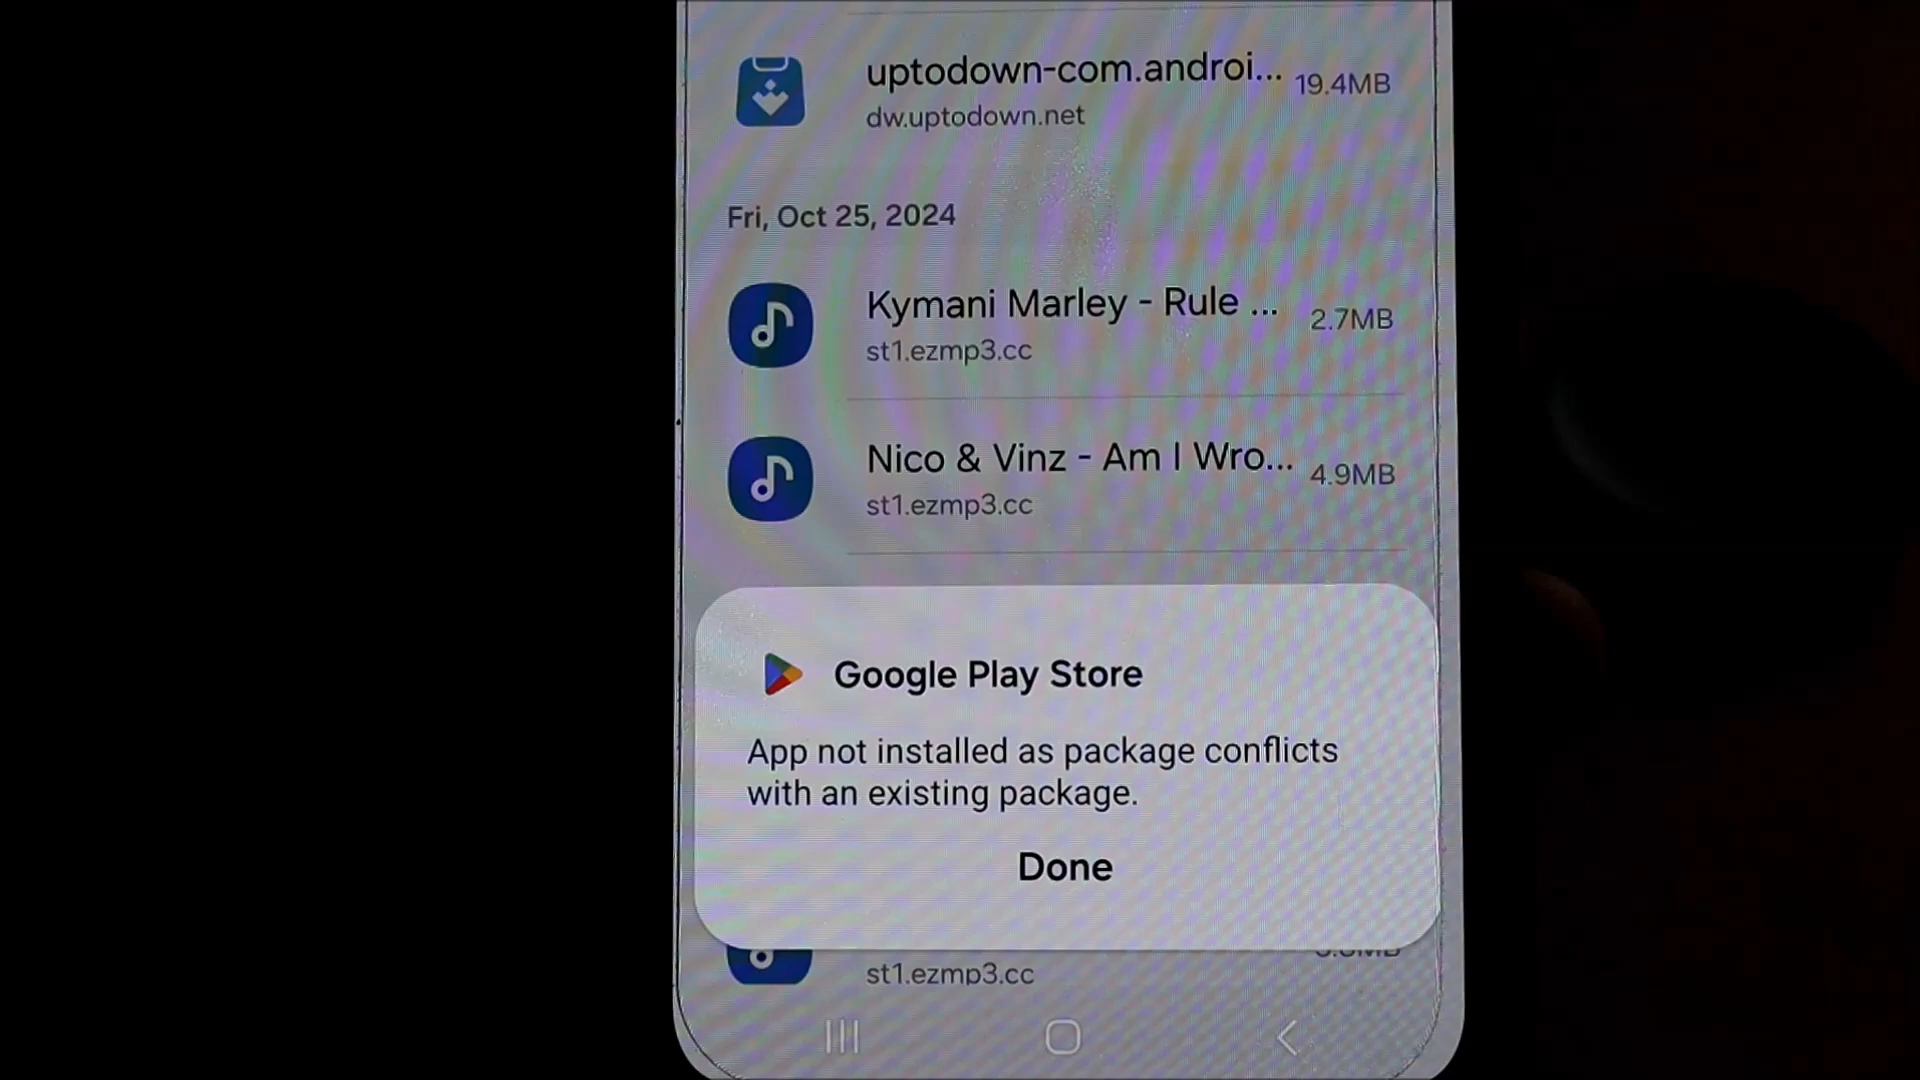 uptodown-com.androi... 19.4MB
dw.uptodown.net
Fri, Oct 25, 2024
Kymani Marley - Rule ... 2.7MB
st1.ezmp3.cc
Nico & Vinz - Am I Wro... 4.9MB
st1.ezmp3.cc
Google Play Store
App not installed as package conflicts
with an existing package.
Done
st1.ezmp3.cc